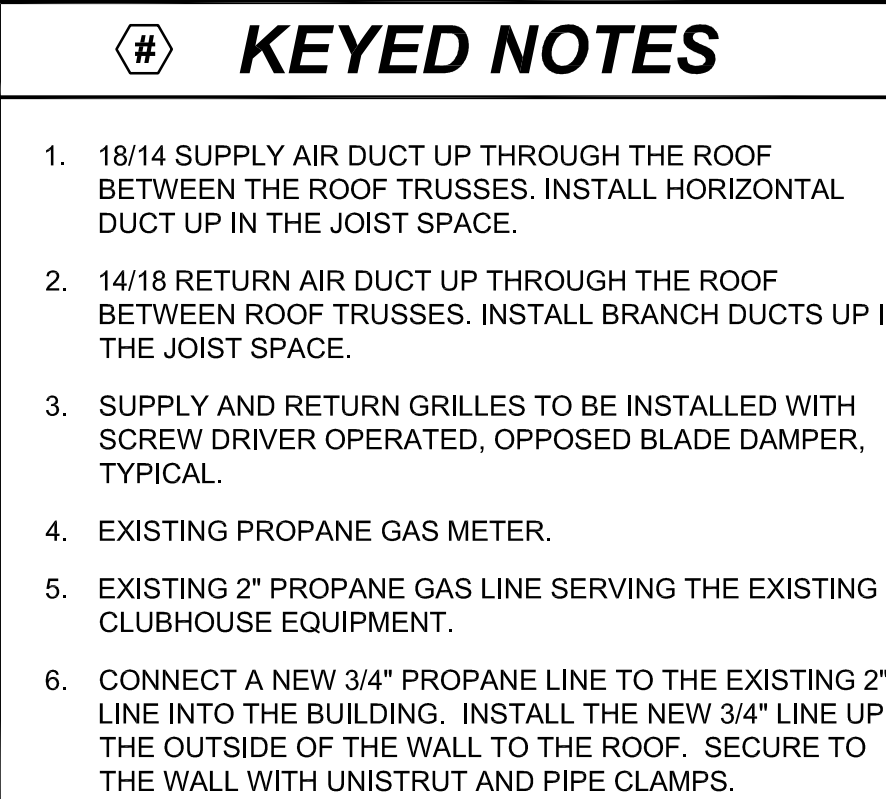 # KEYED NOTES
1. 18/14 SUPPLY AIR DUCT UP THROUGH THE ROOF
BETWEEN THE ROOF TRUSSES. INSTALL HORIZONTAL
DUCT UP IN THE JOIST SPACE.
2. 14/18 RETURN AIR DUCT UP THROUGH THE ROOF
BETWEEN ROOF TRUSSES. INSTALL BRANCH DUCTS UP
THE JOIST SPACE.
3. SUPPLY AND RETURN GRILLES TO BE INSTALLED WITH
SCREW DRIVER OPERATED, OPPOSED BLADE DAMPER,
TYPICAL.
4. EXISTING PROPANE GAS METER.
5. EXISTING 2" PROPANE GAS LINE SERVING THE EXISTING
CLUBHOUSE EQUIPMENT.
6. CONNECT A NEW 3/4" PROPANE LINE TO THE EXISTING 2"
LINE INTO THE BUILDING. INSTALL THE NEW 3/4" LINE UP
THE OUTSIDE OF THE WALL TO THE ROOF. SECURE TO
THE WALL WITH UNISTRUT AND PIPE CLAMPS.